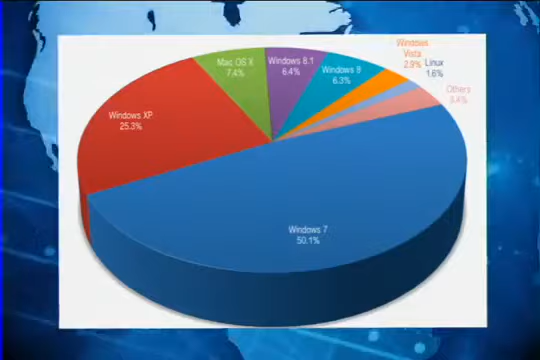 Mac OS X
7.4%
Windows 8.1
6.4%
Windows 8
6.3%
Windows
Vista
2.9%
Linux
1.6%
Others
3.4%
Windows XP
25.3%
Windows 7
50.1%